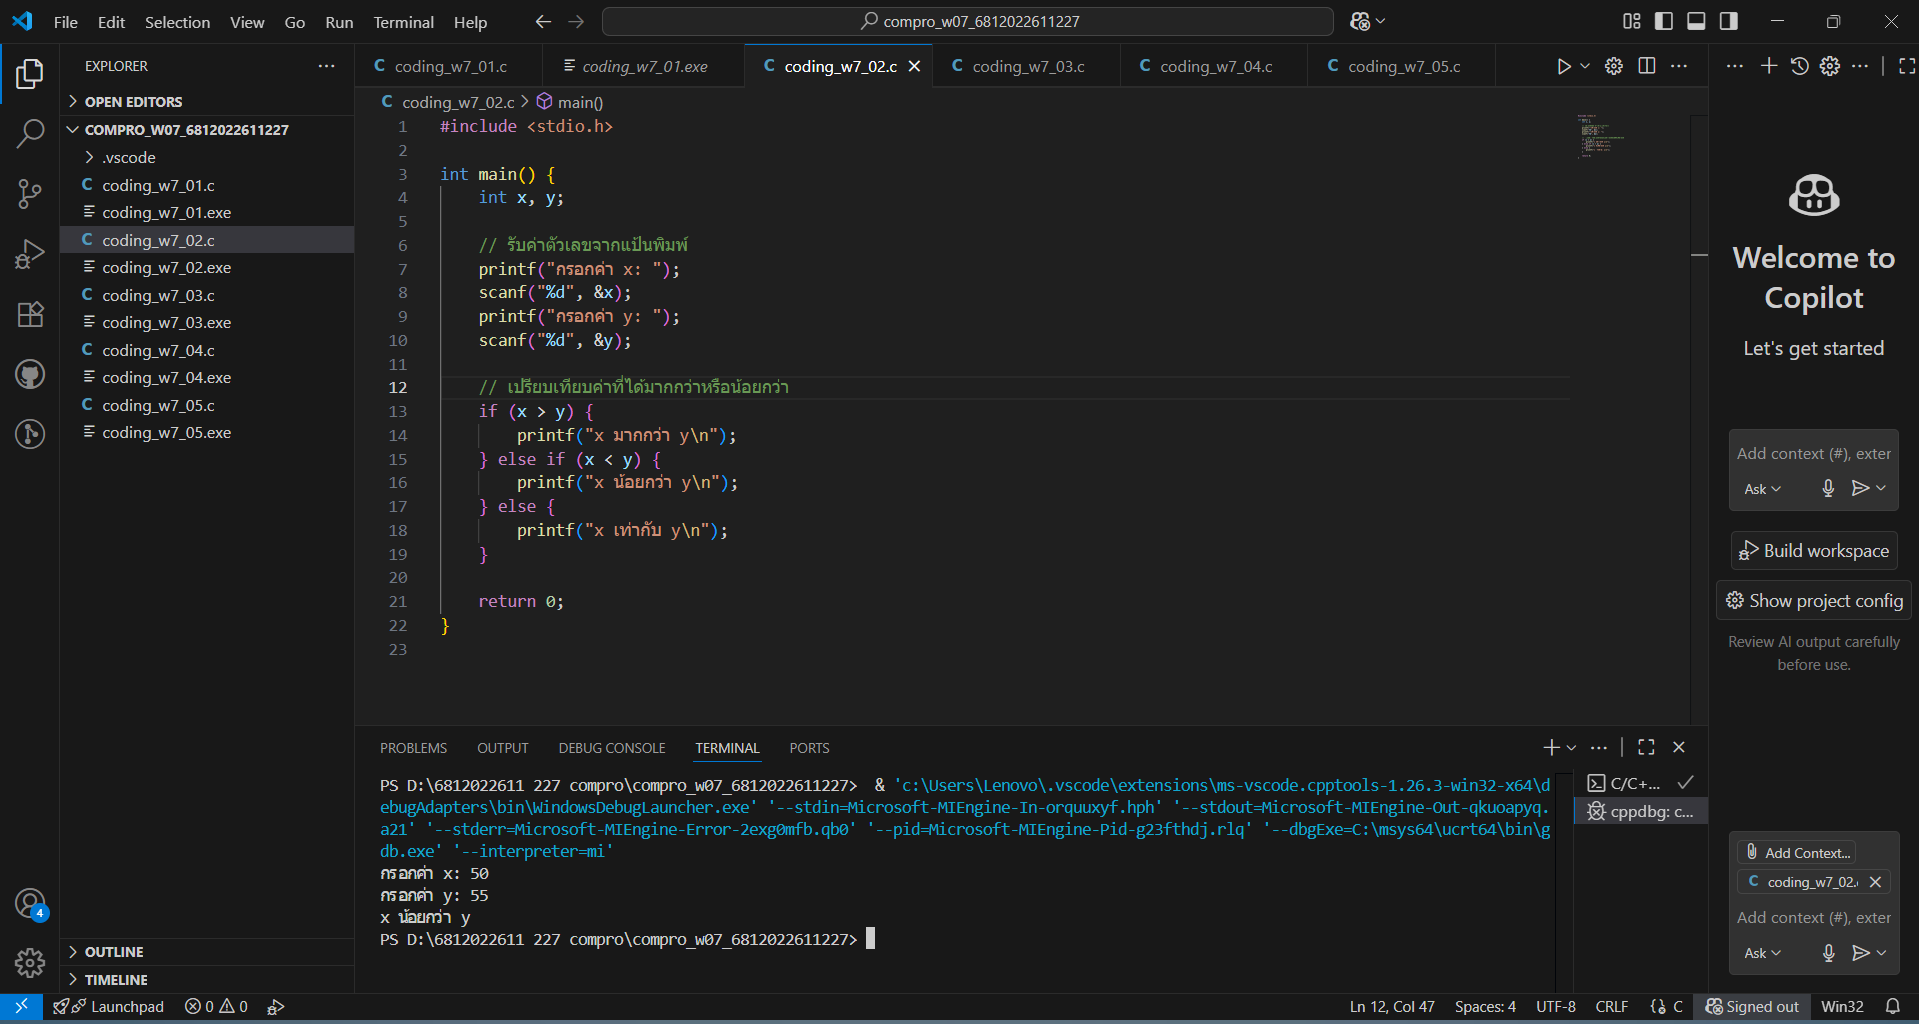 File Edit Selection View Go Run Terminal Help
compro_w07_6812022611227
EXPLORER
OPEN EDITORS
COMPRO_W07_6812022611227
.vscode
C coding_w7_01.c
coding_w7_01.exe
C coding_w7_02.c
coding_w7_02.exe
C coding_w7_03.c
coding_w7_03.exe
C coding_w7_04.c
coding_w7_04.exe
C coding_w7_05.c
coding_w7_05.exe
OUTLINE
TIMELINE
4
C coding_w7_01.c coding_w7_01.exe C coding_w7_02.c C coding_w7_03.c C coding_w7_04.c C coding_w7_05.c
C coding_w7_02.c > main()
1 #include <stdio.h>
2
3 int main() {
4 int x, y;
5
6 // รับค่าตัวเลขจากแป้นพิมพ์
7 printf("กรอกค่า x: ");
8 scanf("%d", &x);
9 printf("กรอกค่า y: ");
10 scanf("%d", &y);
11
12 // เปรียบเทียบค่าที่ได้มากกว่าหรือน้อยกว่า
13 if (x > y) {
14 printf("x มากกว่า y\n");
15 } else if (x < y) {
16 printf("x น้อยกว่า y\n");
17 } else {
18 printf("x เท่ากับ y\n");
19 }
20
21 return 0;
22 }
23
PROBLEMS OUTPUT DEBUG CONSOLE TERMINAL PORTS
PS D:\6812022611 227 compro\compro_w07_6812022611227> & 'c:\Users\Lenovo\.vscode\extensions\ms-vscode.cpptools-1.26.3-win32-x64\d
ebugAdapters\bin\WindowsDebugLauncher.exe' '--stdin=Microsoft-MIEngine-In-orquuxyf.hph' '--stdout=Microsoft-MIEngine-Out-qkuoapyq.
a21' '--stderr=Microsoft-MIEngine-Error-2exg0mfb.qb0' '--pid=Microsoft-MIEngine-Pid-g23fthdj.rlq' '--dbgExe=C:\msys64\ucrt64\bin\g
db.exe' '--interpreter=mi'
กรอกค่า x: 50
กรอกค่า y: 55
x น้อยกว่า y
PS D:\6812022611 227 compro\compro_w07_6812022611227>
C/C+...
cppdbg: c...
Welcome to
Copilot
Let's get started
Add context (#), exter
Ask
Build workspace
Show project config
Review AI output carefully
before use.
Add Context...
C coding_w7_02.
Add context (#), exter
Ask
Launchpad 0 0 Ln 12, Col 47 Spaces: 4 UTF-8 CRLF C Signed out Win32